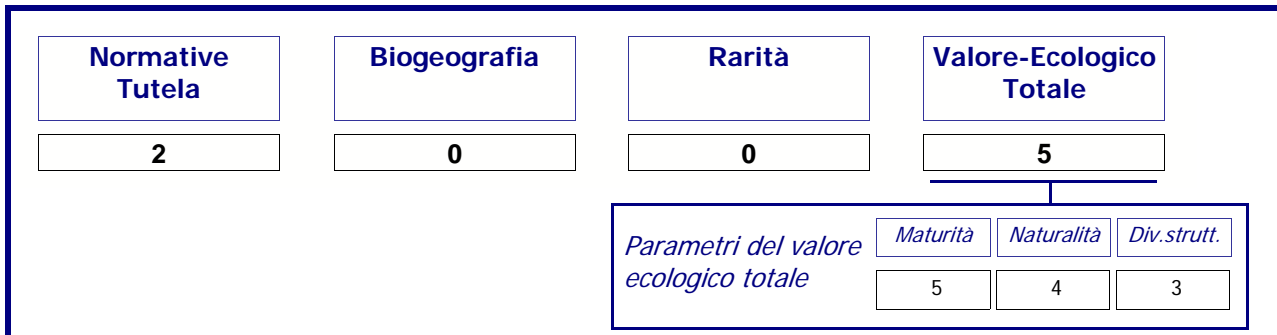 Normative Tutela
Biogeografia
Rarità
Valore-Ecologico Totale
2
0
0
5
Parametri del valore ecologico totale
Maturità
Naturalità
Div.strutt.
5
4
3